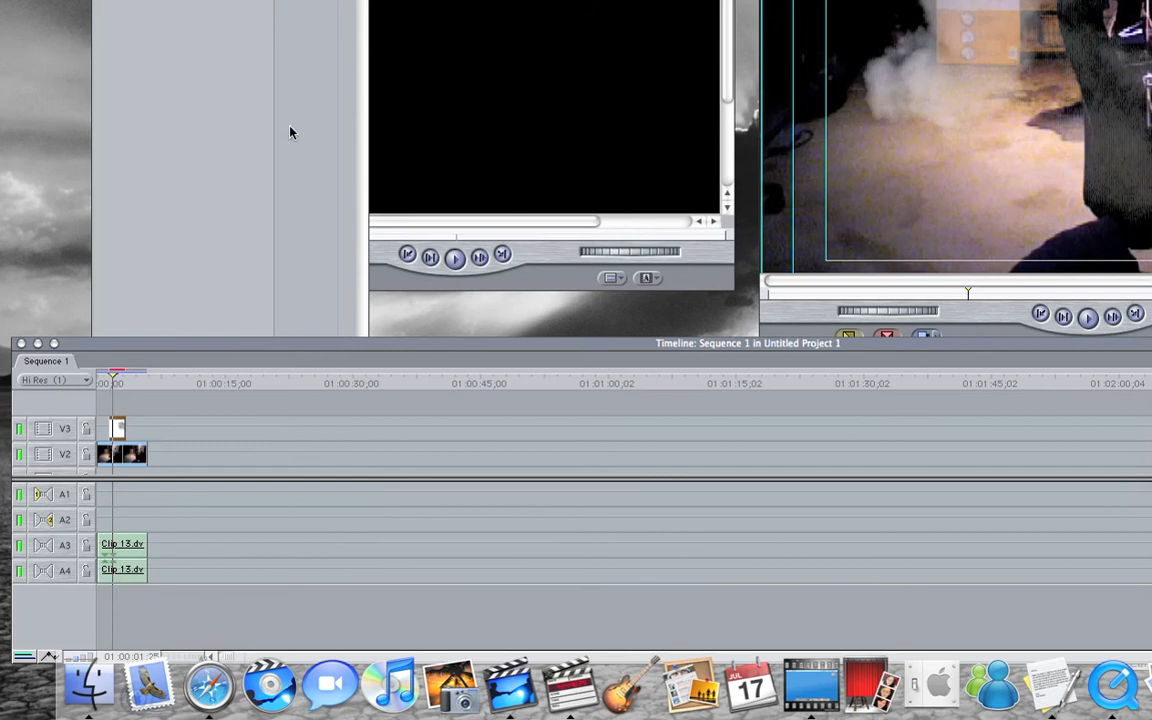 A
Timeline: Sequence 1 in Untitled Project 1
Sequence 1
Hi Res (1)
00;00 01:00:15;00 01:00:30;00 01:00:45;00 01:01:00;02 01:01:15;02 01:01:30;02 01:01:45;02 01:02:00;04
V3
V2
A1
A2
A3 Clip 13.dv
A4 Clip 13.dv
01:00:01;25
JUL
17